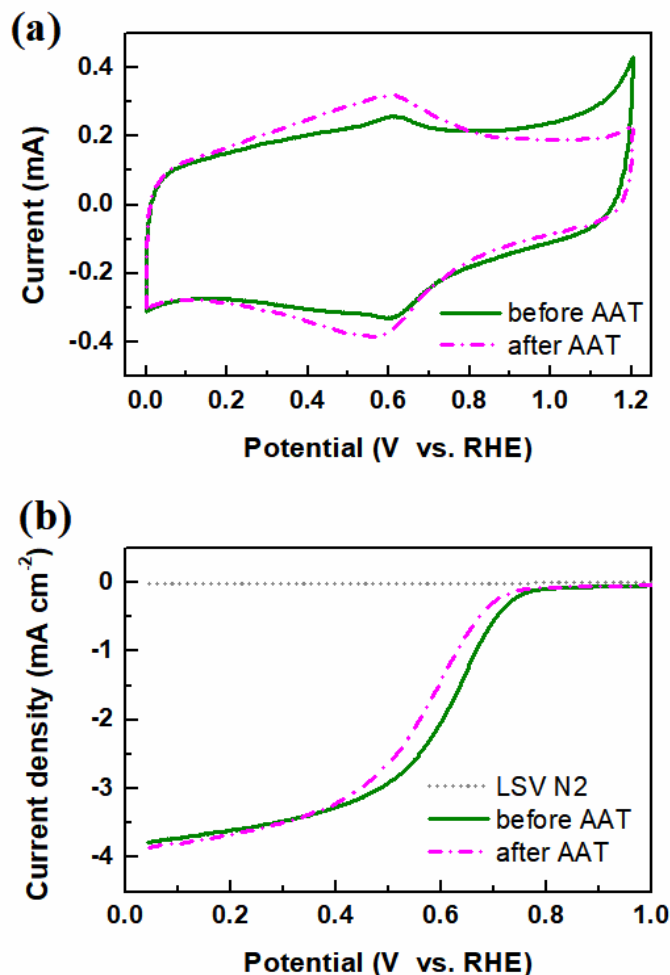 (a)
0.4
0.2
0.0
-0.2
-0.4
Current (mA)
before AAT
after AAT
0.0 0.2 0.4 0.6 0.8 1.0 1.2
Potential (V vs. RHE)
(b)
0
-1
-2
-3
-4
Current density (mA cm-2)
LSV N2
before AAT
after AAT
0.0 0.2 0.4 0.6 0.8 1.0
Potential (V vs. RHE)